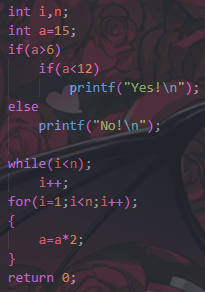 int i,n;
int a=15;
if(a>6)
    if(a<12)
        printf("Yes!\n");
else
    printf("No!\n");

while(i<n);
    i++;
for(i=1;i<n;i++);
{
    a=a*2;
}
return 0;